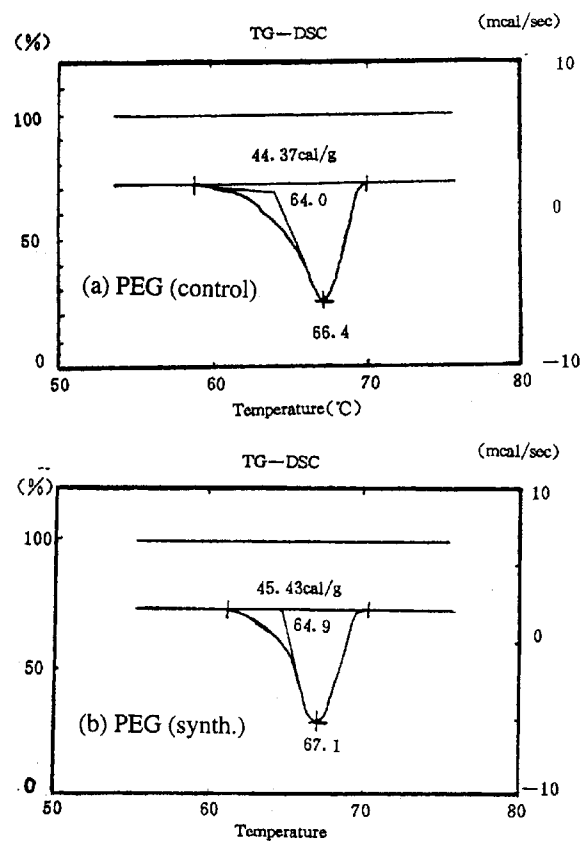 TG-DSC
(mcal/sec)
(%)
10
100
44.37cal/g
64.0
0
50
(a) PEG (control)
66.4
0
-10
50 60 70 80
Temperature(℃)
TG-DSC
(mcal/sec)
(%)
10
100
45.43cal/g
64.9
0
50
(b) PEG (synth.)
67.1
0
-10
50 60 70 80
Temperature